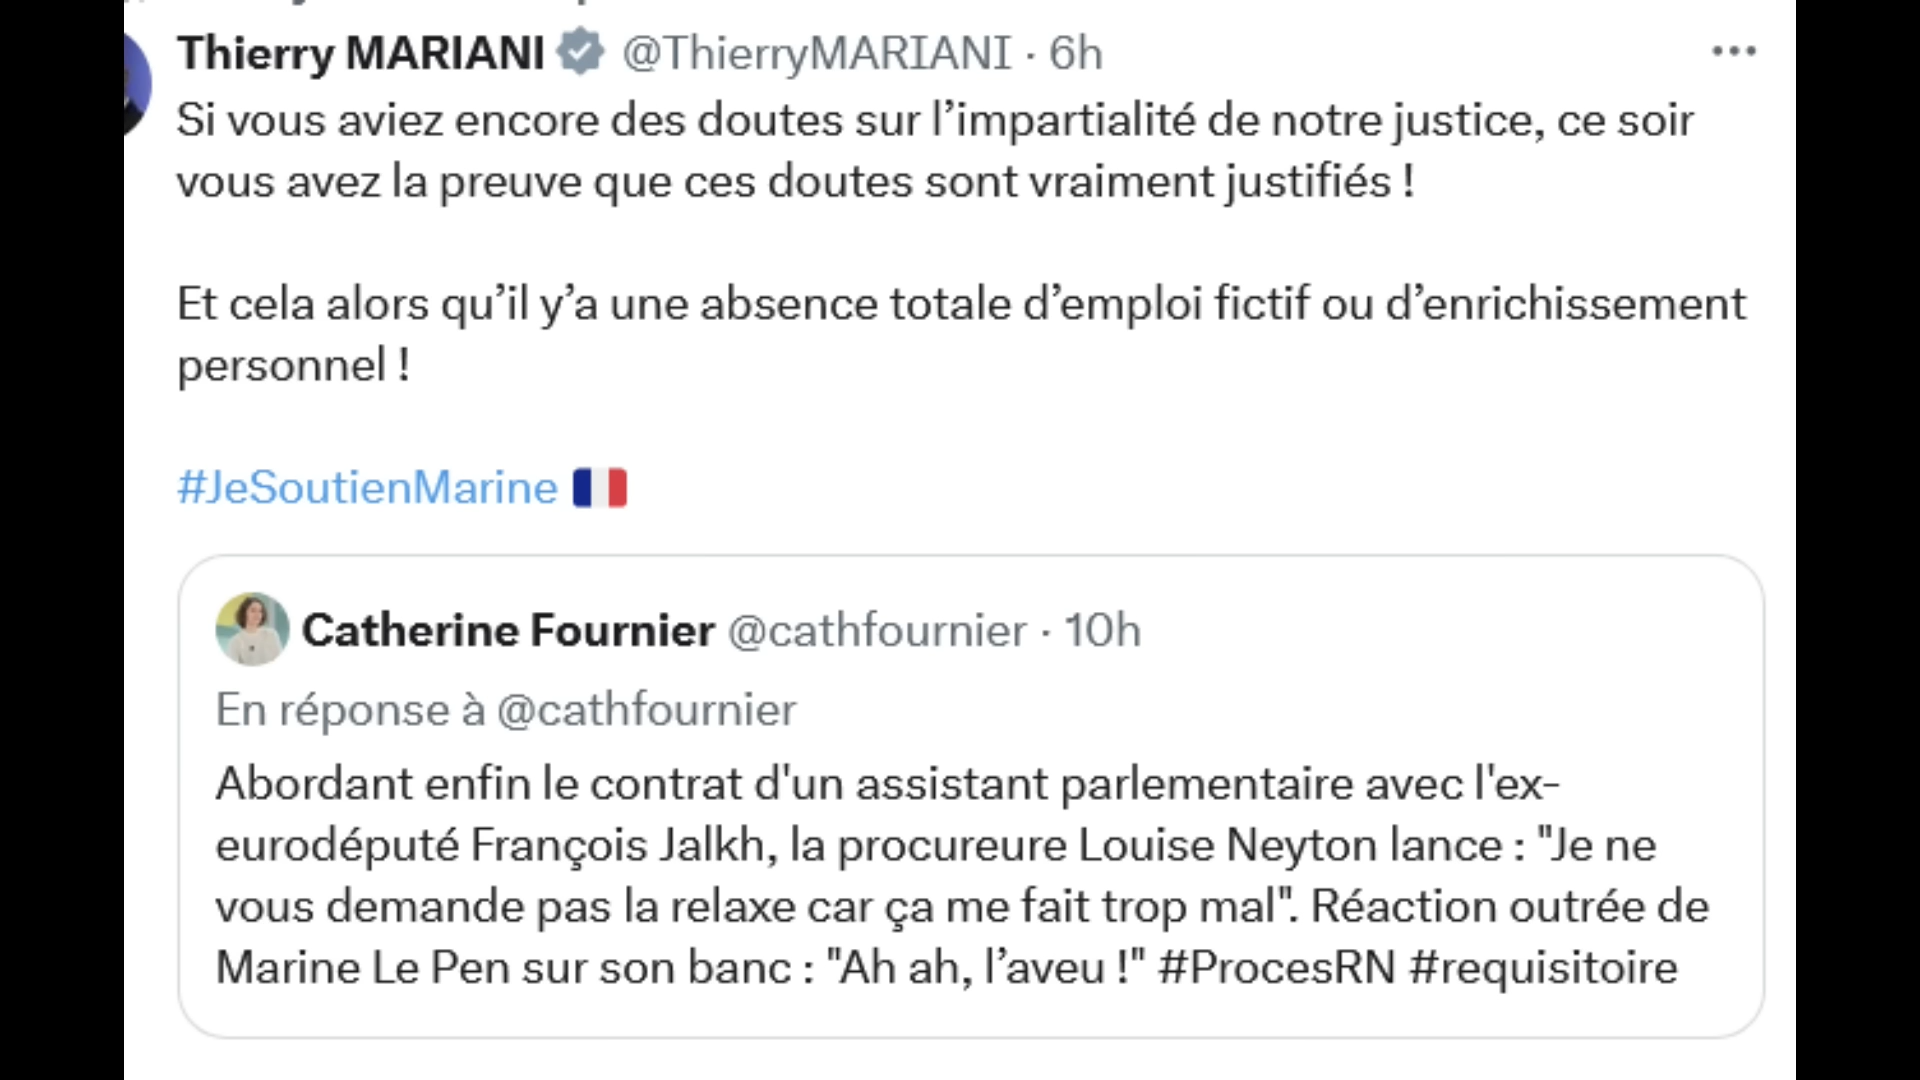 Thierry MARIANI @ThierryMARIANI · 6h
Si vous aviez encore des doutes sur l’impartialité de notre justice, ce soir
vous avez la preuve que ces doutes sont vraiment justifiés !
Et cela alors qu’il y’a une absence totale d’emploi fictif ou d’enrichissement
personnel !
#JeSoutienMarine
Catherine Fournier @cathfournier · 10h
En réponse à @cathfournier
Abordant enfin le contrat d'un assistant parlementaire avec l'ex-
eurodéputé François Jalkh, la procureure Louise Neyton lance : "Je ne
vous demande pas la relaxe car ça me fait trop mal". Réaction outrée de
Marine Le Pen sur son banc : "Ah ah, l’aveu !" #ProcesRN #requisitoire